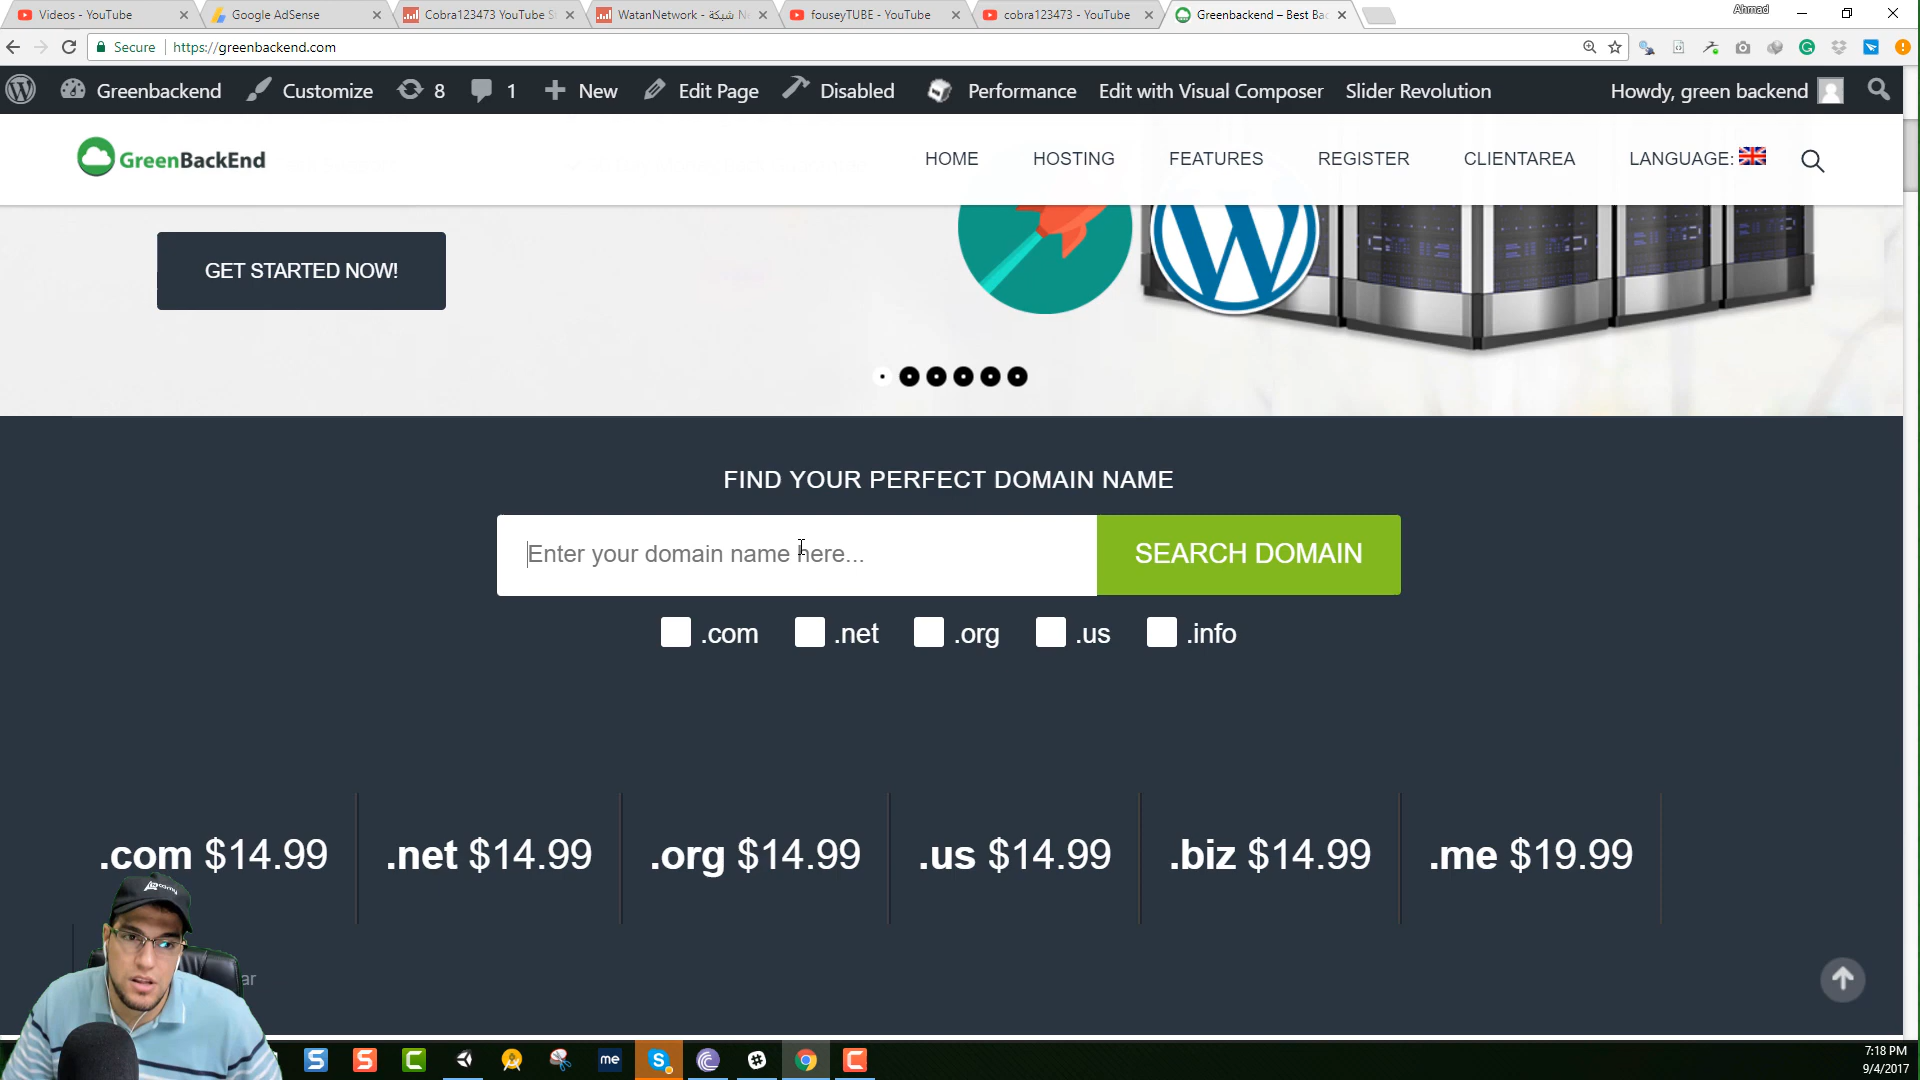 Videos - YouTube
Google AdSense
Cobra123473 YouTube S
WatanNetwork - شبكة N
fouseyTUBE - YouTube
cobra123473 - YouTube
Greenbackend – Best Ba
Ahmad
Secure
https://greenbackend.com
Greenbackend
Customize
8
1
New
Edit Page
Disabled
Performance
Edit with Visual Composer
Slider Revolution
Howdy, green backend
GreenBackEnd
HOME
HOSTING
FEATURES
REGISTER
CLIENTAREA
LANGUAGE:
GET STARTED NOW!
FIND YOUR PERFECT DOMAIN NAME
Enter your domain name here...
SEARCH DOMAIN
.com
.net
.org
.us
.info
.com $14.99
.net $14.99
.org $14.99
.us $14.99
.biz $14.99
.me $19.99
ar
me
7:18 PM
9/4/2017